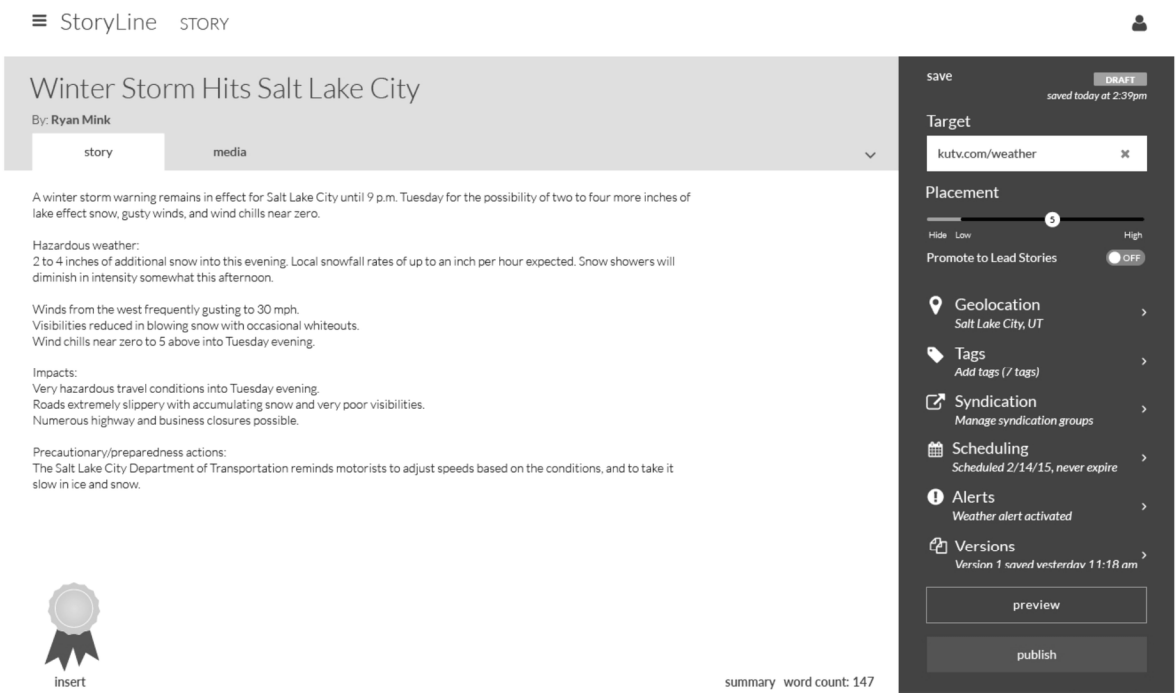 StoryLine STORY
Winter Storm Hits Salt Lake City
By: Ryan Mink
story media
A winter storm warning remains in effect for Salt Lake City until 9 p.m. Tuesday for the possibility of two to four more inches of
lake effect snow, gusty winds, and wind chills near zero.
Hazardous weather:
2 to 4 inches of additional snow into this evening. Local snowfall rates of up to an inch per hour expected. Snow showers will
diminish in intensity somewhat this afternoon.
Winds from the west frequently gusting to 30 mph.
Visibilities reduced in blowing snow with occasional whiteouts.
Wind chills near zero to 5 above into Tuesday evening.
Impacts:
Very hazardous travel conditions into Tuesday evening.
Roads extremely slippery with accumulating snow and very poor visibilities.
Numerous highway and business closures possible.
Precautionary/preparedness actions:
The Salt Lake City Department of Transportation reminds motorists to adjust speeds based on the conditions, and to take it
slow in ice and snow.
insert
summary word count: 147
save DRAFT
saved today at 2:39pm
Target
kutv.com/weather
Placement
5
Hide Low High
Promote to Lead Stories OFF
Geolocation
Salt Lake City, UT
Tags
Add tags (7 tags)
Syndication
Manage syndication groups
Scheduling
Scheduled 2/14/15, never expire
Alerts
Weather alert activated
Versions
Version 1 saved yesterday 11:18 am
preview
publish